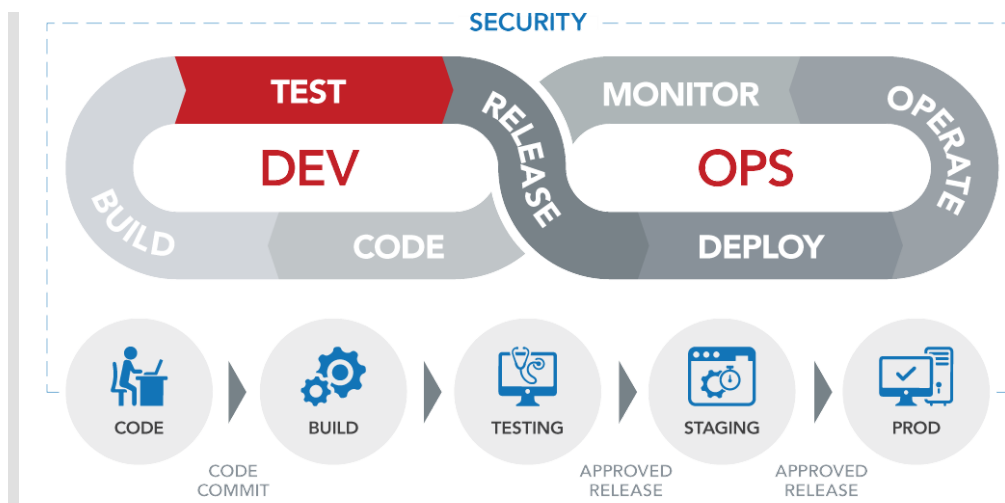 SECURITY
TEST
MONITOR
RELEASE
OPERATE
DEV
OPS
BUILD
CODE
DEPLOY
CODE
BUILD
TESTING
STAGING
PROD
CODE
COMMIT
APPROVED
RELEASE
APPROVED
RELEASE